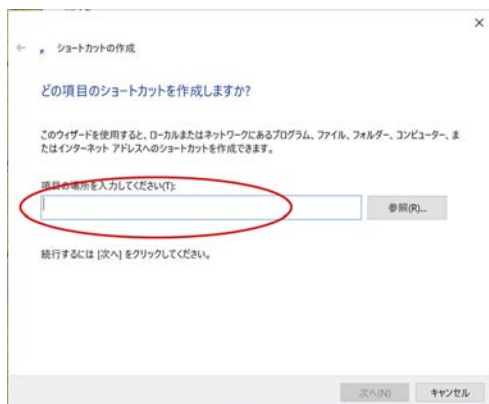 ショートカットの作成
どの項目のショートカットを作成しますか?
このウィザードを使用すると、ローカルまたはネットワークにあるプログラム、ファイル、フォルダー、コンピューター、ま
たはインターネット アドレスへのショートカットを作成できます。
項目の場所を入力してください(T):
参照(R)...
続行するには [次へ] をクリックしてください。
次へ(N)
キャンセル